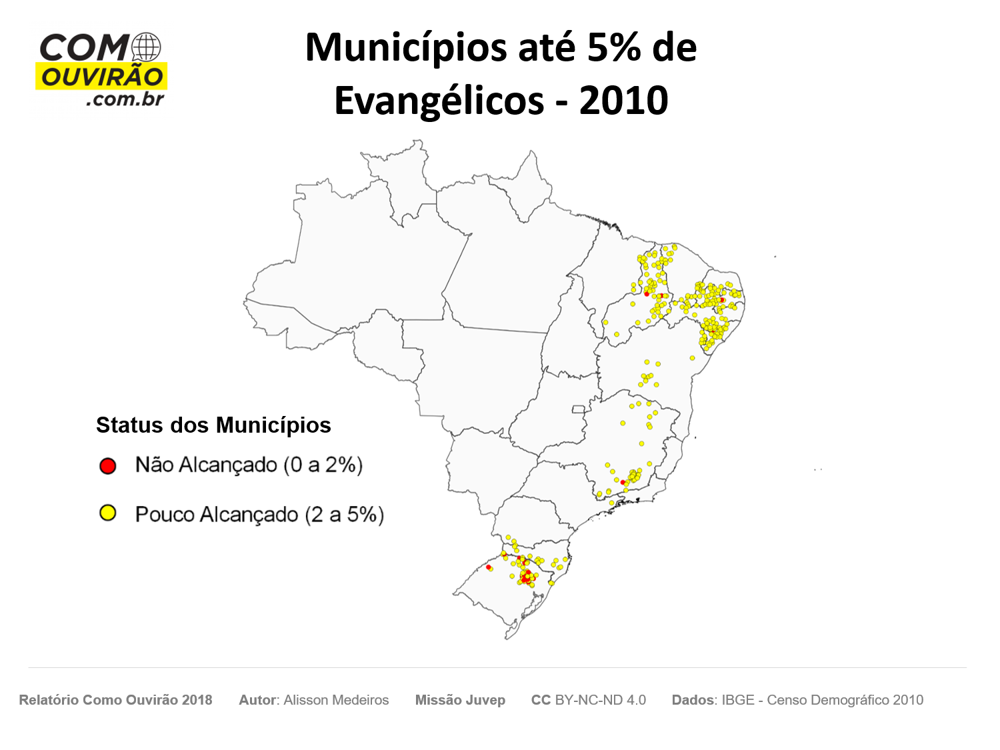 COM
OUVIRÃO
.com.br
Municípios até 5% de
Evangélicos - 2010
Status dos Municípios
Não Alcançado (0 a 2%)
Pouco Alcançado (2 a 5%)
Relatório Como Ouvirão 2018 Autor: Alisson Medeiros Missão Juvep CC BY-NC-ND 4.0 Dados: IBGE - Censo Demográfico 2010